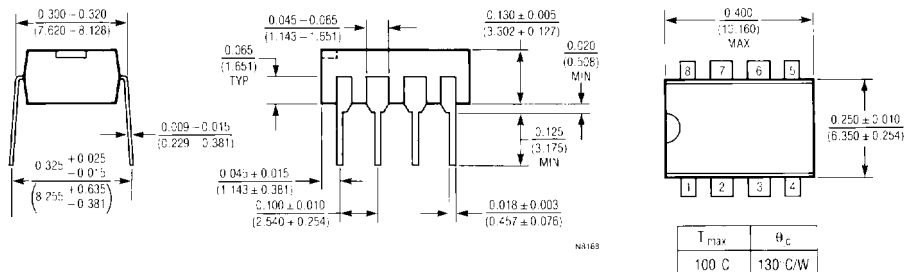 0.300 – 0.320
(7.620 – 8.128)
0.065
(1.651)
TYP
0.045 – 0.065
(1.143 – 1.651)
0.130 ± 0.005
(3.302 ± 0.127)
0.020
(0.508)
MIN
0.400
(10.160)
MAX
8 7 6 5
0.250 ± 0.010
(6.350 ± 0.254)
0.009 – 0.015
(0.229 – 0.381)
0.125
(3.175)
MIN
0.325 +0.025
−0.015
(8.255 +0.635
−0.381)
0.045 ± 0.015
(1.143 ± 0.381)
0.100 ± 0.010
(2.540 ± 0.254)
0.018 ± 0.003
(0.457 ± 0.076)
1 2 3 4
T max θc
100 C 130 C/W